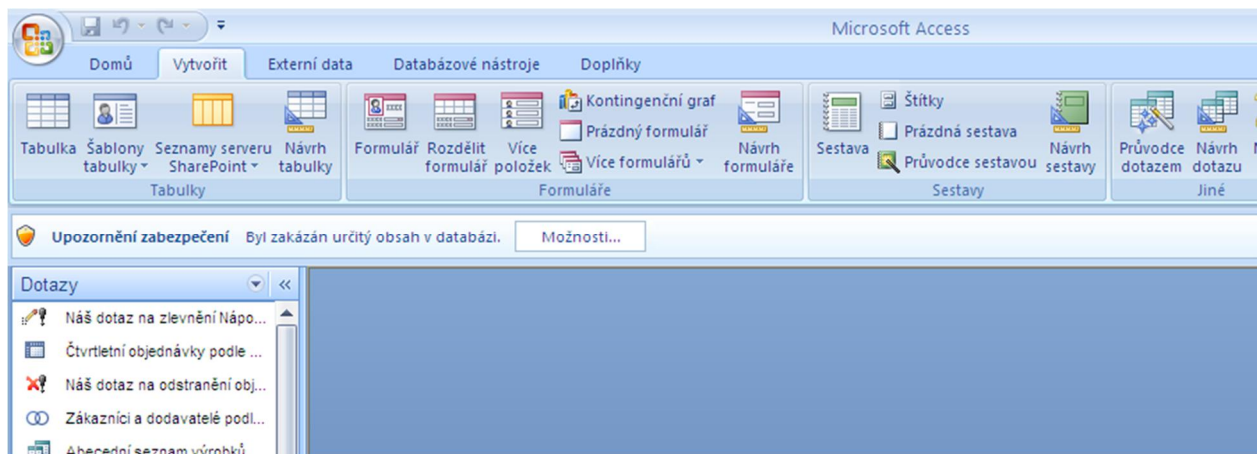 Microsoft Access
Domů Vytvořit Externí data Databázové nástroje Doplňky
Tabulka
Šablony tabulky
Seznamy serveru SharePoint
Návrh tabulky
Tabulky
Formulář
Rozdělit formulář
Více položek
Kontingenční graf
Prázdný formulář
Více formulářů
Návrh formuláře
Formuláře
Sestava
Štítky
Prázdná sestava
Průvodce sestavou
Návrh sestavy
Sestavy
Průvodce dotazem
Návrh dotazu
Jiné
Upozornění zabezpečení Byl zakázán určitý obsah v databázi. Možnosti...
Dotazy
Náš dotaz na zlevnění Nápo...
Čtvrtletní objednávky podle ...
Náš dotaz na odstranění obj...
Zákazníci a dodavatelé podl...
Abecední seznam výrobků